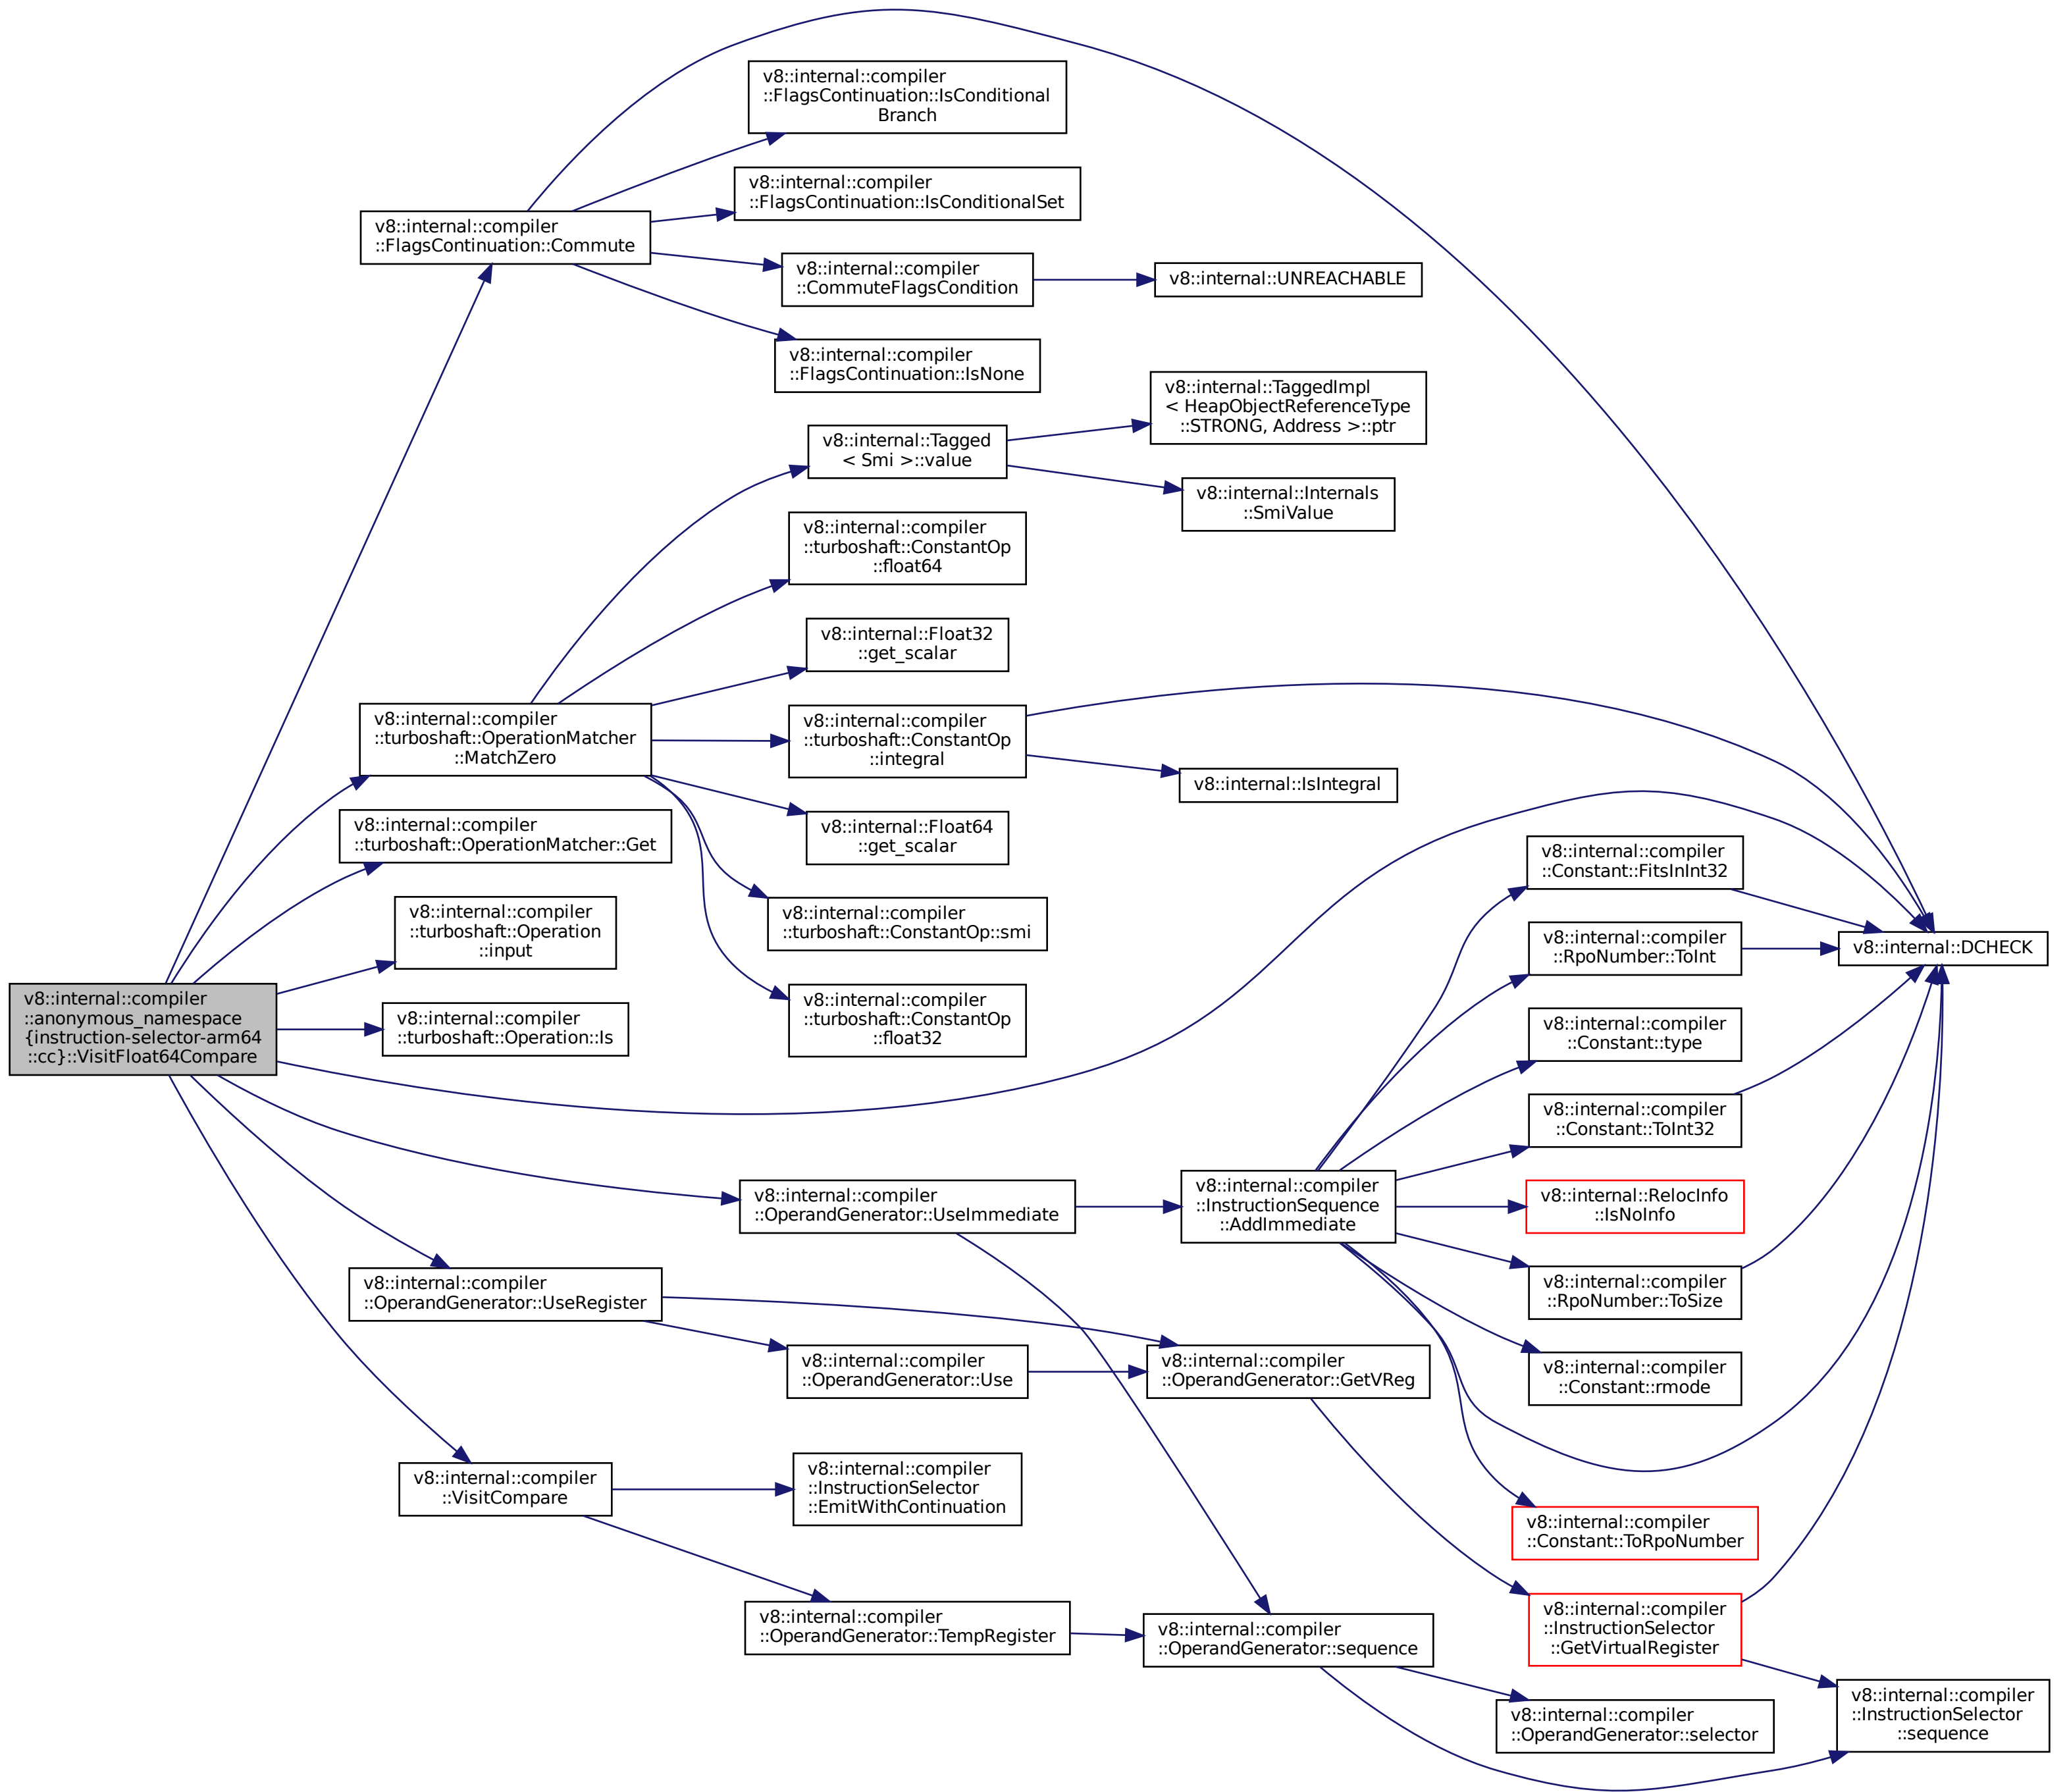 v8::internal::compiler
::FlagsContinuation::IsConditional
Branch
v8::internal::compiler
::FlagsContinuation::IsConditionalSet
v8::internal::compiler
::FlagsContinuation::Commute
v8::internal::compiler
::CommuteFlagsCondition
v8::internal::UNREACHABLE
v8::internal::compiler
::FlagsContinuation::IsNone
v8::internal::TaggedImpl
< HeapObjectReferenceType
::STRONG, Address >::ptr
v8::internal::Tagged
< Smi >::value
v8::internal::Internals
::SmiValue
v8::internal::compiler
::turboshaft::ConstantOp
::float64
v8::internal::Float32
::get_scalar
v8::internal::compiler
::turboshaft::OperationMatcher
::MatchZero
v8::internal::compiler
::turboshaft::ConstantOp
::integral
v8::internal::IsIntegral
v8::internal::compiler
::turboshaft::OperationMatcher::Get
v8::internal::Float64
::get_scalar
v8::internal::compiler
::Constant::FitsInInt32
v8::internal::compiler
::turboshaft::Operation
::input
v8::internal::compiler
::turboshaft::ConstantOp::smi
v8::internal::compiler
::RpoNumber::ToInt
v8::internal::DCHECK
v8::internal::compiler
::anonymous_namespace
{instruction-selector-arm64
::cc}::VisitFloat64Compare
v8::internal::compiler
::turboshaft::Operation::Is
v8::internal::compiler
::turboshaft::ConstantOp
::float32
v8::internal::compiler
::Constant::type
v8::internal::compiler
::Constant::ToInt32
v8::internal::compiler
::OperandGenerator::UseImmediate
v8::internal::compiler
::InstructionSequence
::AddImmediate
v8::internal::RelocInfo
::IsNoInfo
v8::internal::compiler
::OperandGenerator::UseRegister
v8::internal::compiler
::RpoNumber::ToSize
v8::internal::compiler
::OperandGenerator::Use
v8::internal::compiler
::OperandGenerator::GetVReg
v8::internal::compiler
::Constant::rmode
v8::internal::compiler
::VisitCompare
v8::internal::compiler
::InstructionSelector
::EmitWithContinuation
v8::internal::compiler
::Constant::ToRpoNumber
v8::internal::compiler
::OperandGenerator::TempRegister
v8::internal::compiler
::OperandGenerator::sequence
v8::internal::compiler
::InstructionSelector
::GetVirtualRegister
v8::internal::compiler
::OperandGenerator::selector
v8::internal::compiler
::InstructionSelector
::sequence